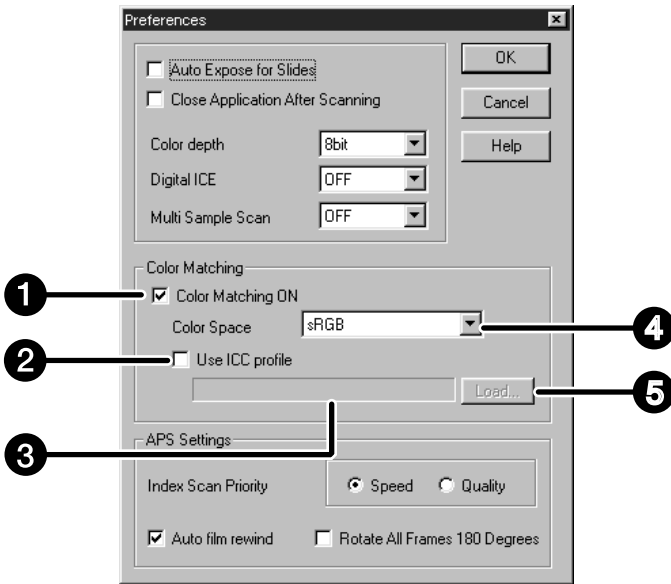 Preferences
Auto Expose for Slides
OK
Close Application After Scanning
Cancel
Color depth 8bit
Help
Digital ICE OFF
Multi Sample Scan OFF
Color Matching
1 Color Matching ON
Color Space sRGB 4
2 Use ICC profile
Load... 5
3
APS Settings
Index Scan Priority Speed Quality
Auto film rewind Rotate All Frames 180 Degrees